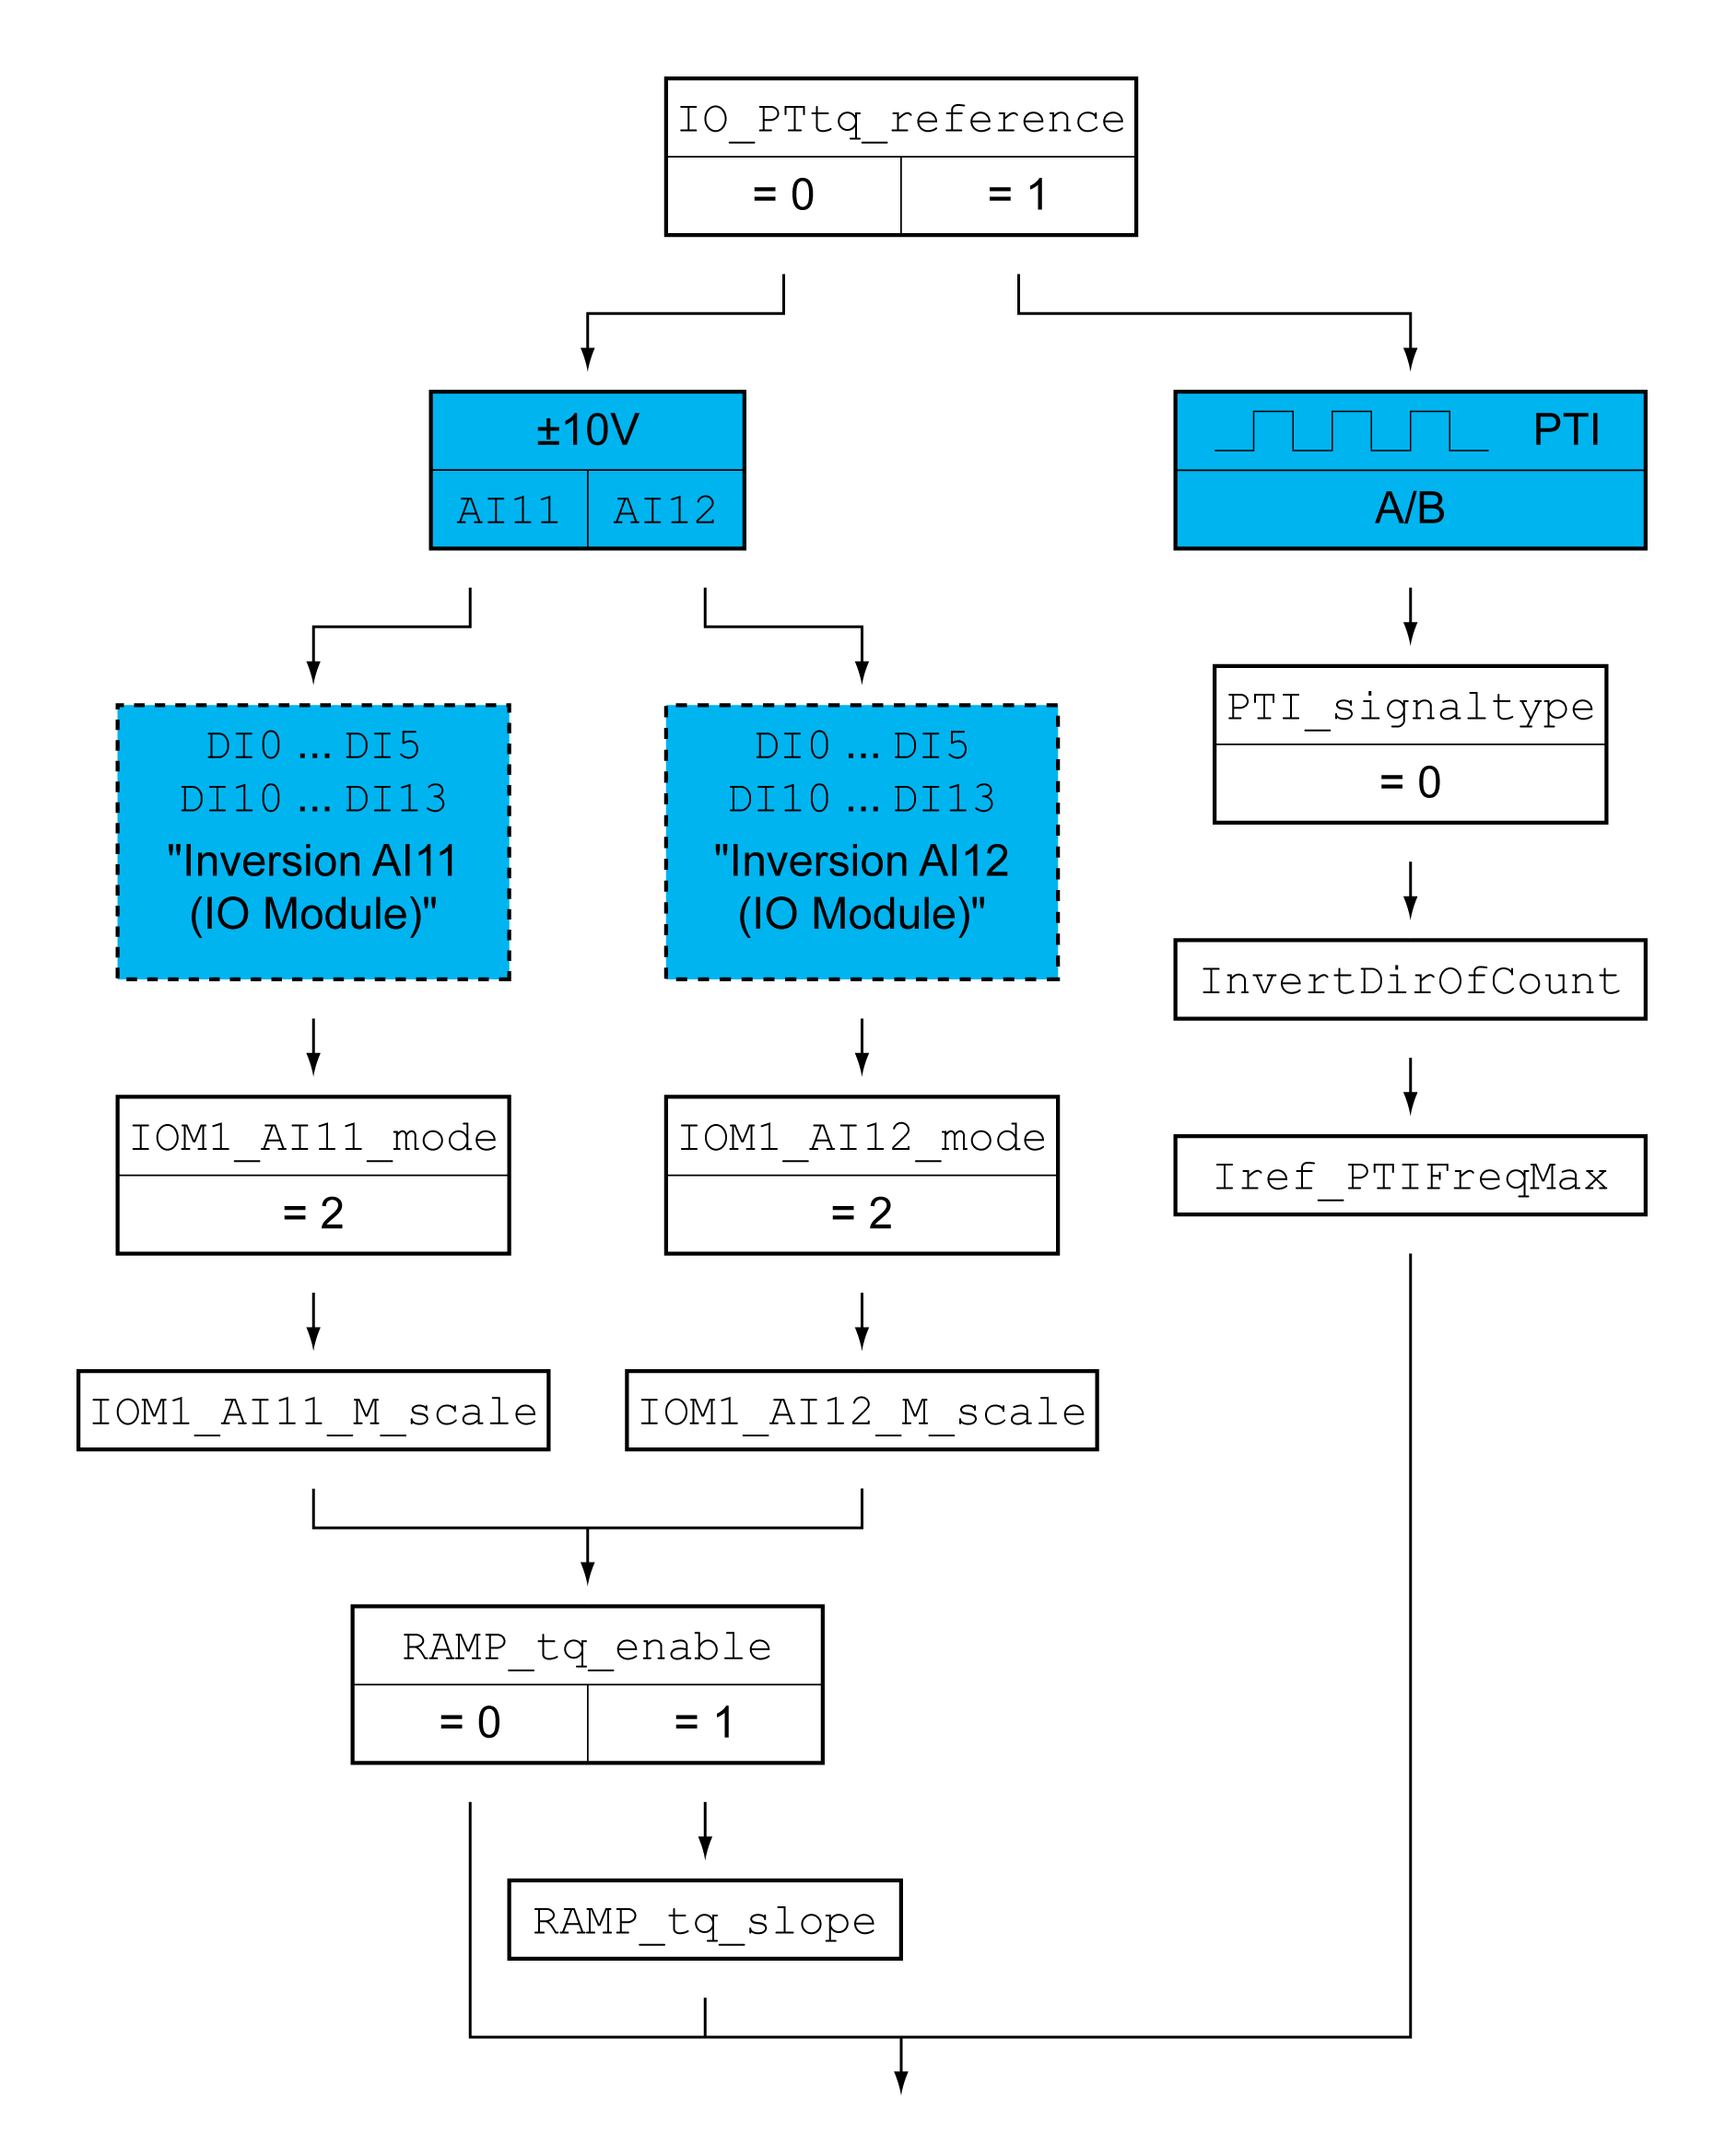 IO_PTtq_reference
= 0 = 1
±10V
AI11 AI12
PTI
A/B
DI0 ... DI5
DI10 ... DI13
"Inversion AI11
(IO Module)"
DI0 ... DI5
DI10 ... DI13
"Inversion AI12
(IO Module)"
PTI_signaltype
= 0
InvertDirOfCount
IOM1_AI11_mode
= 2
IOM1_AI12_mode
= 2
Iref_PTIFreqMax
IOM1_AI11_M_scale
IOM1_AI12_M_scale
RAMP_tq_enable
= 0 = 1
RAMP_tq_slope